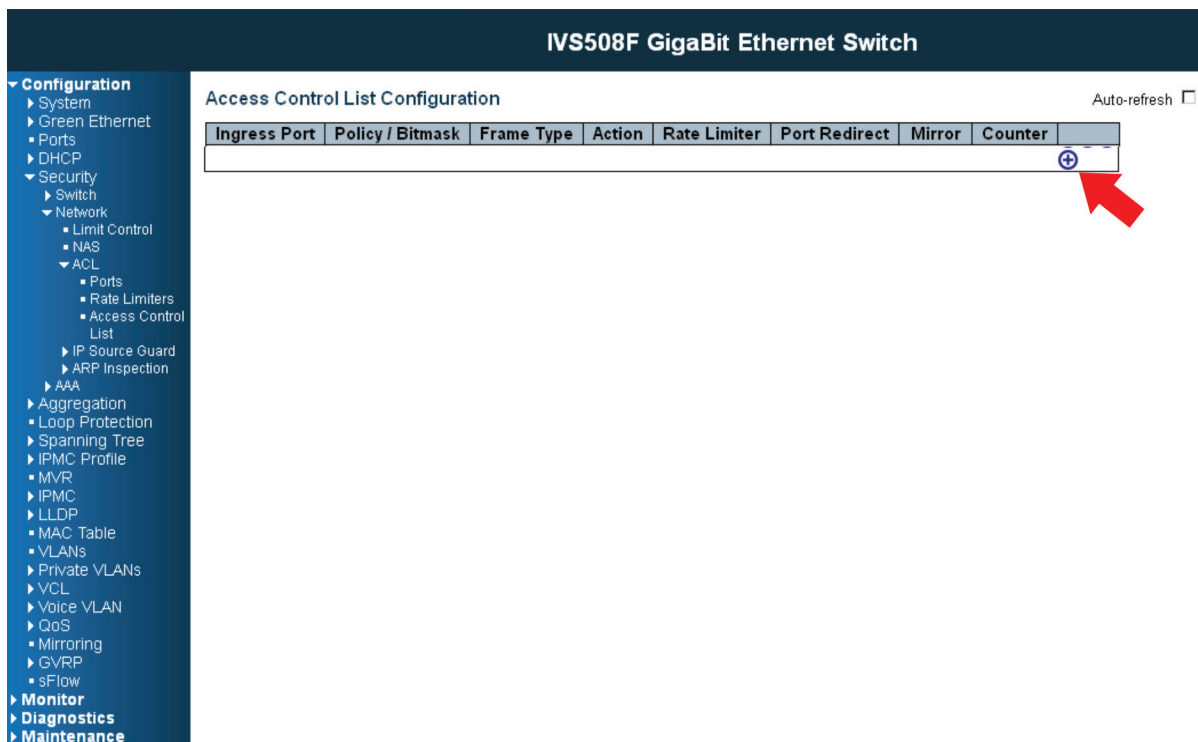 IVS508F GigaBit Ethernet Switch
Configuration
System
Green Ethernet
Ports
DHCP
Security
Switch
Network
Limit Control
NAS
ACL
Ports
Rate Limiters
Access Control
List
IP Source Guard
ARP Inspection
AAA
Aggregation
Loop Protection
Spanning Tree
IPMC Profile
MVR
IPMC
LLDP
MAC Table
VLANs
Private VLANs
VCL
Voice VLAN
QoS
Mirroring
GVRP
sFlow
Monitor
Diagnostics
Maintenance
Access Control List Configuration
Auto-refresh
Ingress Port Policy / Bitmask Frame Type Action Rate Limiter Port Redirect Mirror Counter